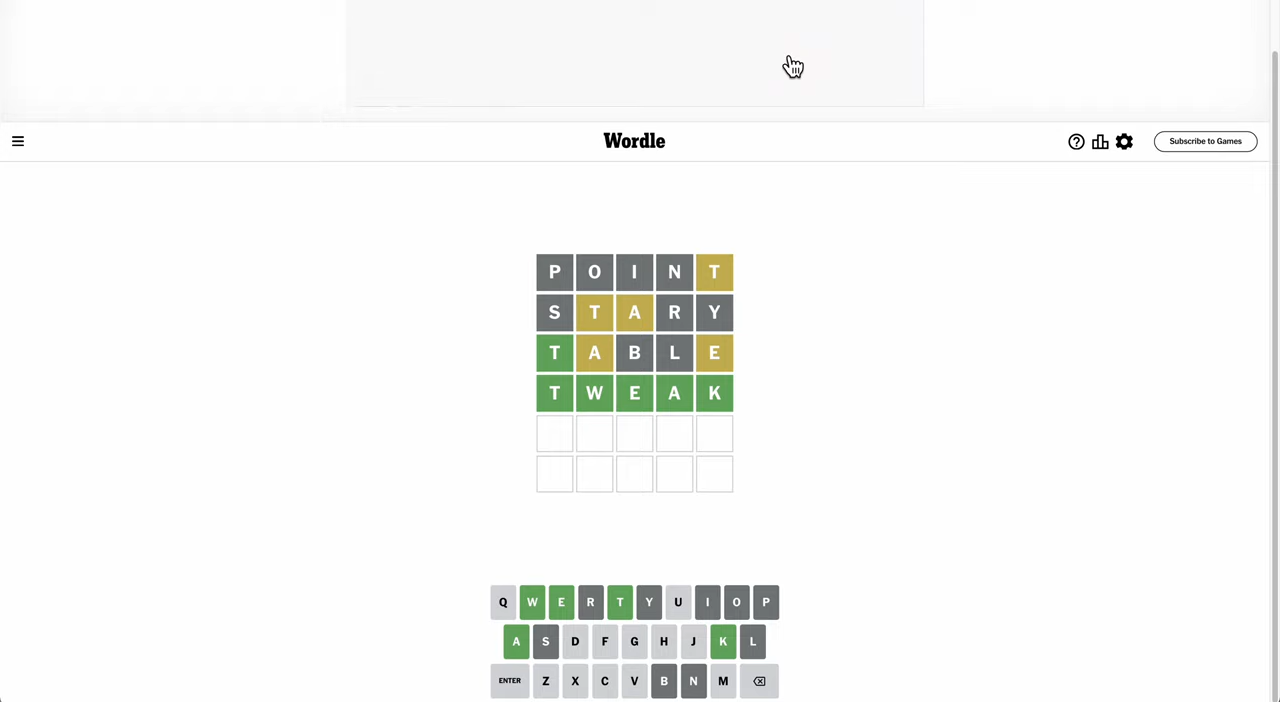 Wordle
Subscribe to Games
P O I N T
S T A R Y
T A B L E
T W E A K
Q W E R T Y U I O P
A S D F G H J K L
ENTER Z X C V B N M